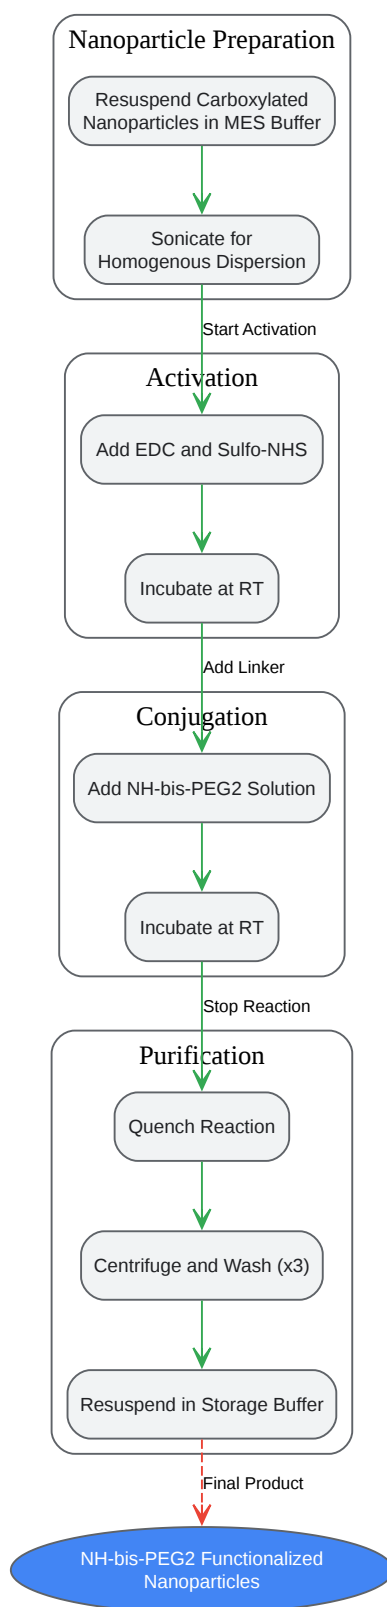 Nanoparticle Preparation
Resuspend Carboxylated
Nanoparticles in MES Buffer
Sonicate for
Homogenous Dispersion
Start Activation
Activation
Add EDC and Sulfo-NHS
Incubate at RT
Add Linker
Conjugation
Add NH-bis-PEG2 Solution
Incubate at RT
Stop Reaction
Purification
Quench Reaction
Centrifuge and Wash (x3)
Resuspend in Storage Buffer
Final Product
NH-bis-PEG2 Functionalized
Nanoparticles